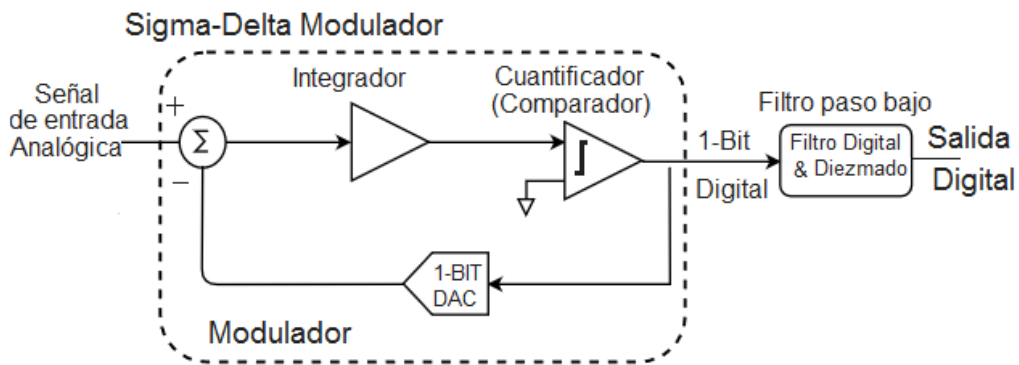 Sigma-Delta Modulador
Señal
de entrada
Analógica
+
Σ
−
Integrador
Cuantificador
(Comparador)
1-Bit
Digital
Filtro paso bajo
Filtro Digital
& Diezmado
Salida
Digital
1-BIT
DAC
Modulador